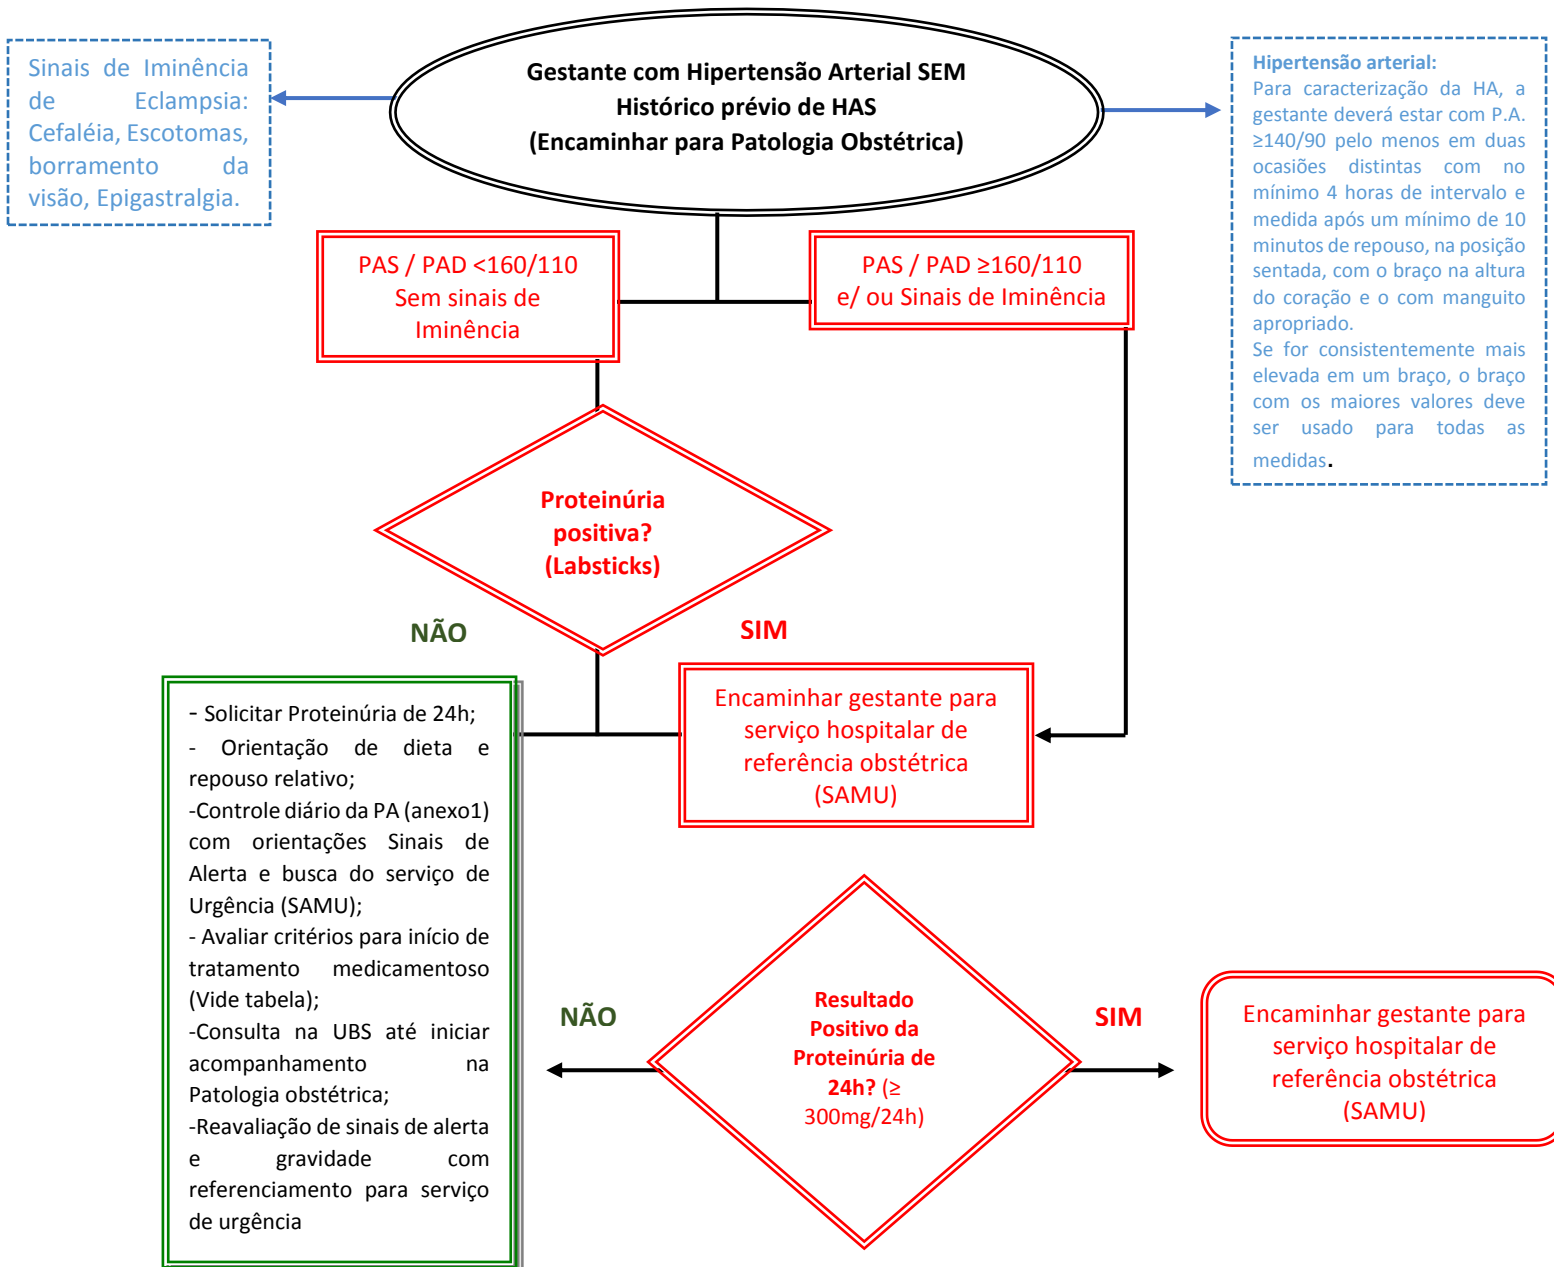 Sinais de Iminência
de Eclampsia:
Cefaléia, Escotomas,
borramento da
visão, Epigastralgia.
Gestante com Hipertensão Arterial SEM
Histórico prévio de HAS
(Encaminhar para Patologia Obstétrica)
Hipertensão arterial:
Para caracterização da HA, a
gestante deverá estar com P.A.
≥140/90 pelo menos em duas
ocasiões distintas com no
mínimo 4 horas de intervalo e
medida após um mínimo de 10
minutos de repouso, na posição
sentada, com o braço na altura
do coração e o com manguito
apropriado.
Se for consistentemente mais
elevada em um braço, o braço
com os maiores valores deve
ser usado para todas as
medidas.
PAS / PAD <160/110
Sem sinais de
Iminência
PAS / PAD ≥160/110
e/ ou Sinais de Iminência
Proteinúria
positiva?
(Labsticks)
NÃO
SIM
- Solicitar Proteinúria de 24h;
- Orientação de dieta e
repouso relativo;
-Controle diário da PA (anexo1)
com orientações Sinais de
Alerta e busca do serviço de
Urgência (SAMU);
- Avaliar critérios para início de
tratamento medicamentoso
(Vide tabela);
-Consulta na UBS até iniciar
acompanhamento na
Patologia obstétrica;
-Reavaliação de sinais de alerta
e gravidade com
referenciamento para serviço
de urgência
Encaminhar gestante para
serviço hospitalar de
referência obstétrica
(SAMU)
NÃO
Resultado
Positivo da
Proteinúria de
24h? (≥
300mg/24h)
SIM
Encaminhar gestante para
serviço hospitalar de
referência obstétrica
(SAMU)